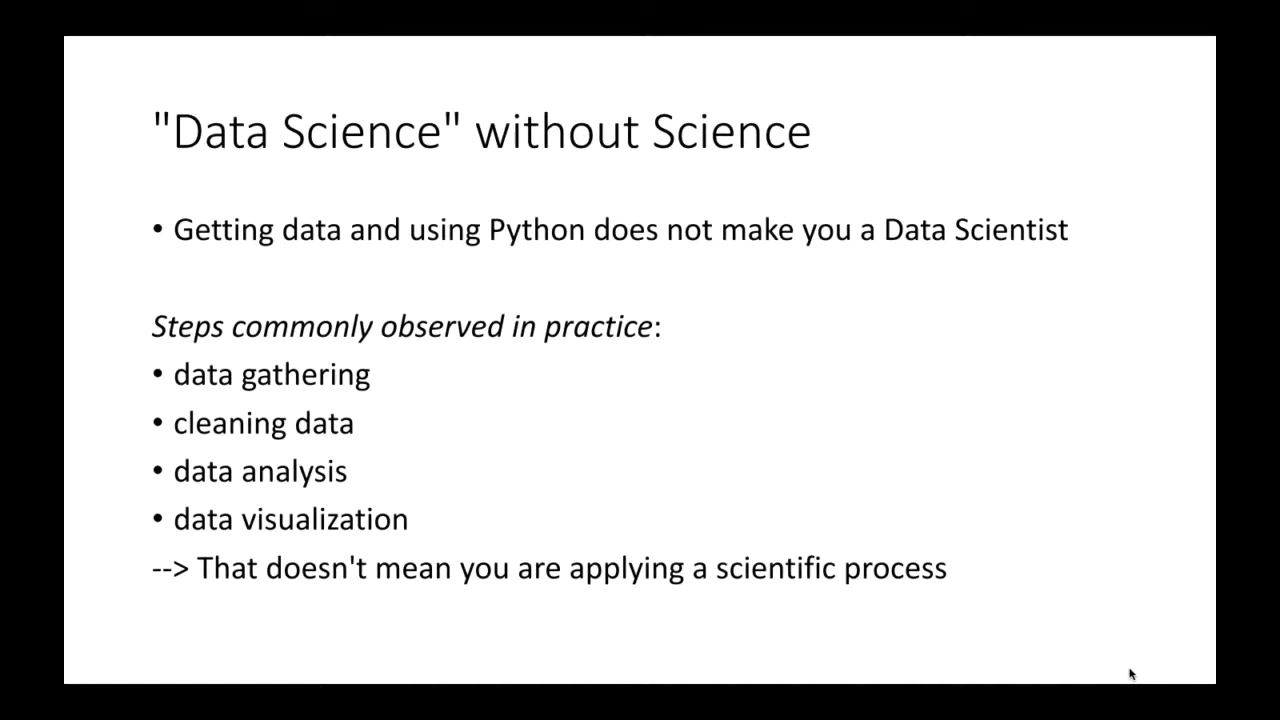 "Data Science" without Science
• Getting data and using Python does not make you a Data Scientist
Steps commonly observed in practice:
• data gathering
• cleaning data
• data analysis
• data visualization
--> That doesn't mean you are applying a scientific process